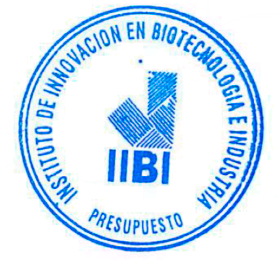 INSTITUTO DE INNOVACION EN BIOTECNOLOGIA E INDUSTRIA
IIBI
PRESUPUESTO